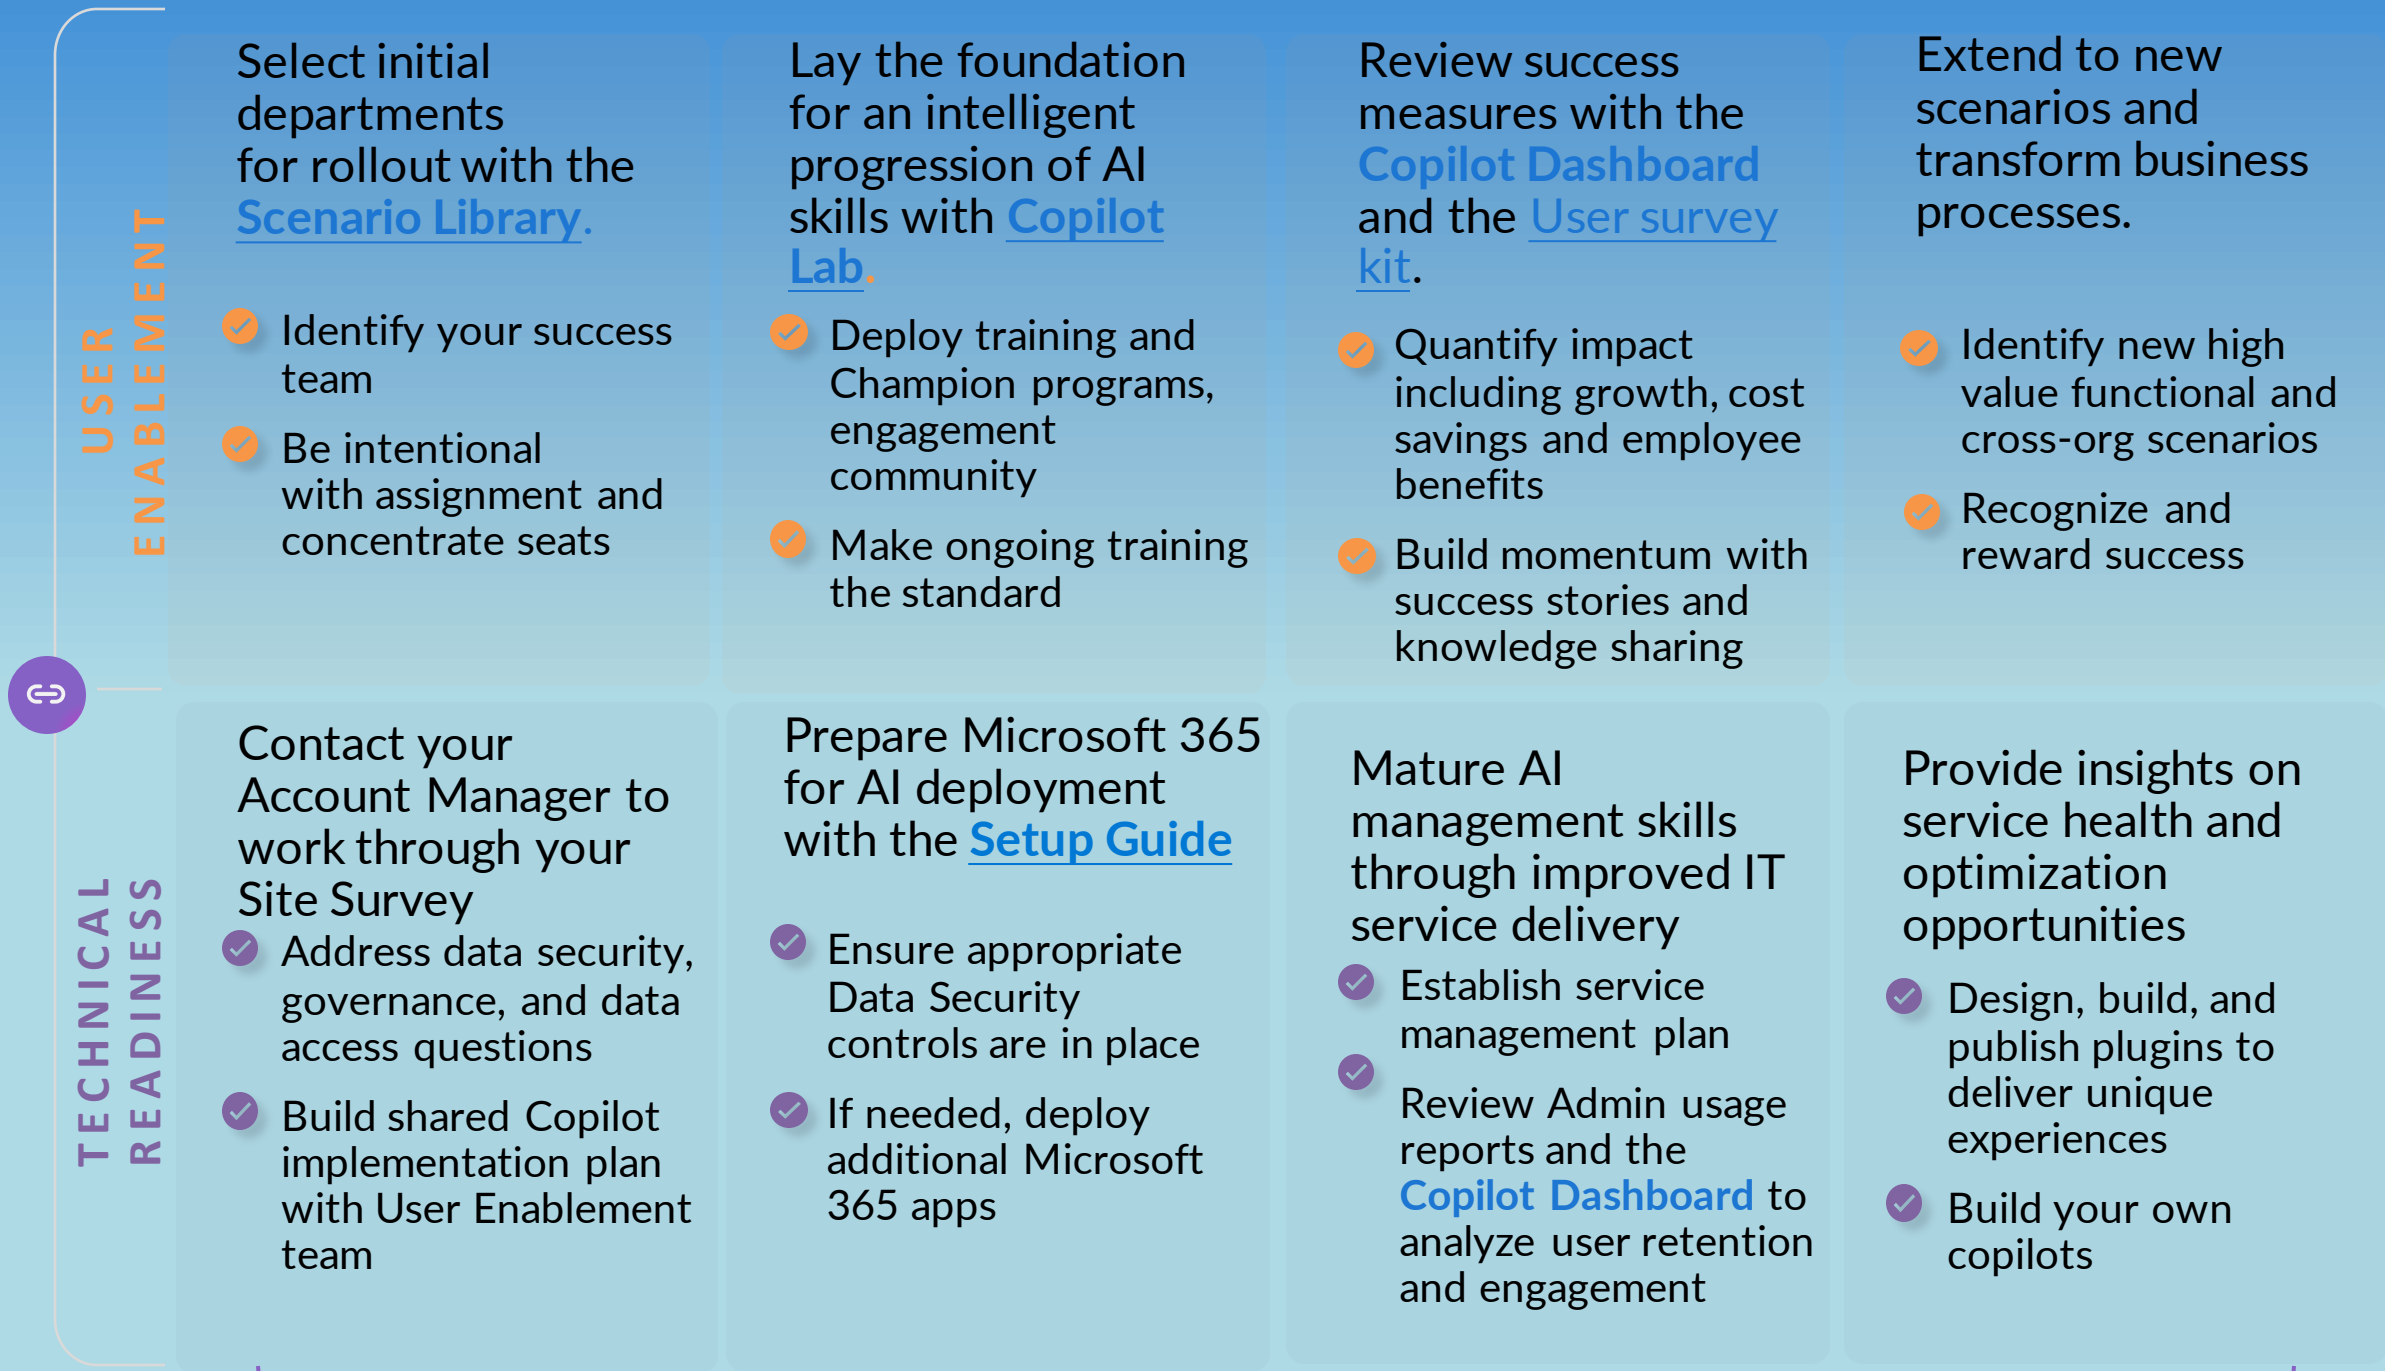 USER
ENABLEMENT
Select initial
departments
for rollout with the
Scenario Library.
Identify your success
team
Be intentional
with assignment and
concentrate seats
Lay the foundation
for an intelligent
progression of AI
skills with Copilot
Lab.
Deploy training and
Champion programs,
engagement
community
Make ongoing training
the standard
Review success
measures with the
Copilot Dashboard
and the User survey
kit.
Quantify impact
including growth, cost
savings and employee
benefits
Build momentum with
success stories and
knowledge sharing
Extend to new
scenarios and
transform business
processes.
Identify new high
value functional and
cross-org scenarios
Recognize and
reward success
TECHNICAL
READINESS
Contact your
Account Manager to
work through your
Site Survey
Address data security,
governance, and data
access questions
Build shared Copilot
implementation plan
with User Enablement
team
Prepare Microsoft 365
for AI deployment
with the Setup Guide
Ensure appropriate
Data Security
controls are in place
If needed, deploy
additional Microsoft
365 apps
Mature AI
management skills
through improved IT
service delivery
Establish service
management plan
Review Admin usage
reports and the
Copilot Dashboard to
analyze user retention
and engagement
Provide insights on
service health and
optimization
opportunities
Design, build, and
publish plugins to
deliver unique
experiences
Build your own
copilots